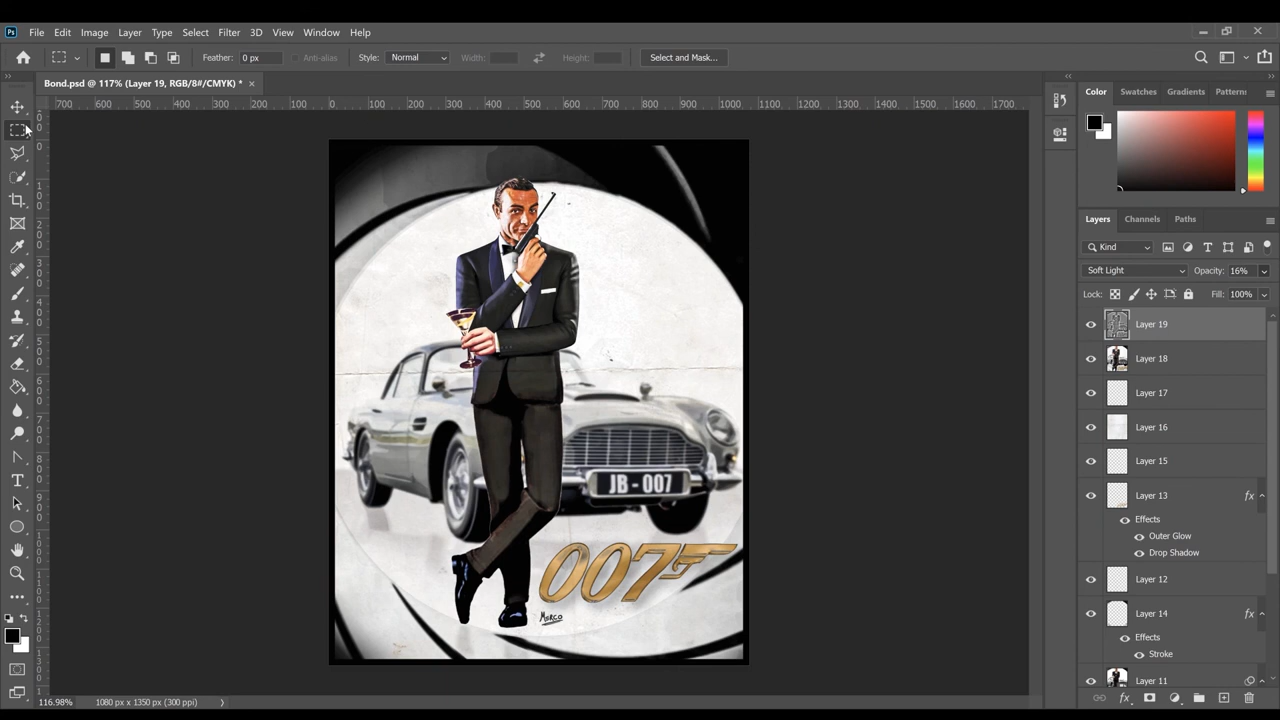 Ps File Edit Image Layer Type Select Filter 3D View Window Help
Feather: 0 px Anti-alias Style: Normal Width: Height: Select and Mask...
Bond.psd @ 117% (Layer 19, RGB/8#/CMYK) * ×
700 600 500 400 300 200 100 0 100 200 300 400 500 600 700 800 900 1000 1100 1200 1300 1400 1500 1600 1700
Color Swatches Gradients Patterns
Layers Channels Paths
Kind
Soft Light Opacity: 16%
Lock: Fill: 100%
Layer 19
Layer 18
Layer 17
Layer 16
Layer 15
Layer 13 fx
Effects
Outer Glow
Drop Shadow
Layer 12
Layer 14 fx
Effects
Stroke
Layer 11
JB - 007
007
Marco
116.98% 1080 px x 1350 px (300 ppi)
fx